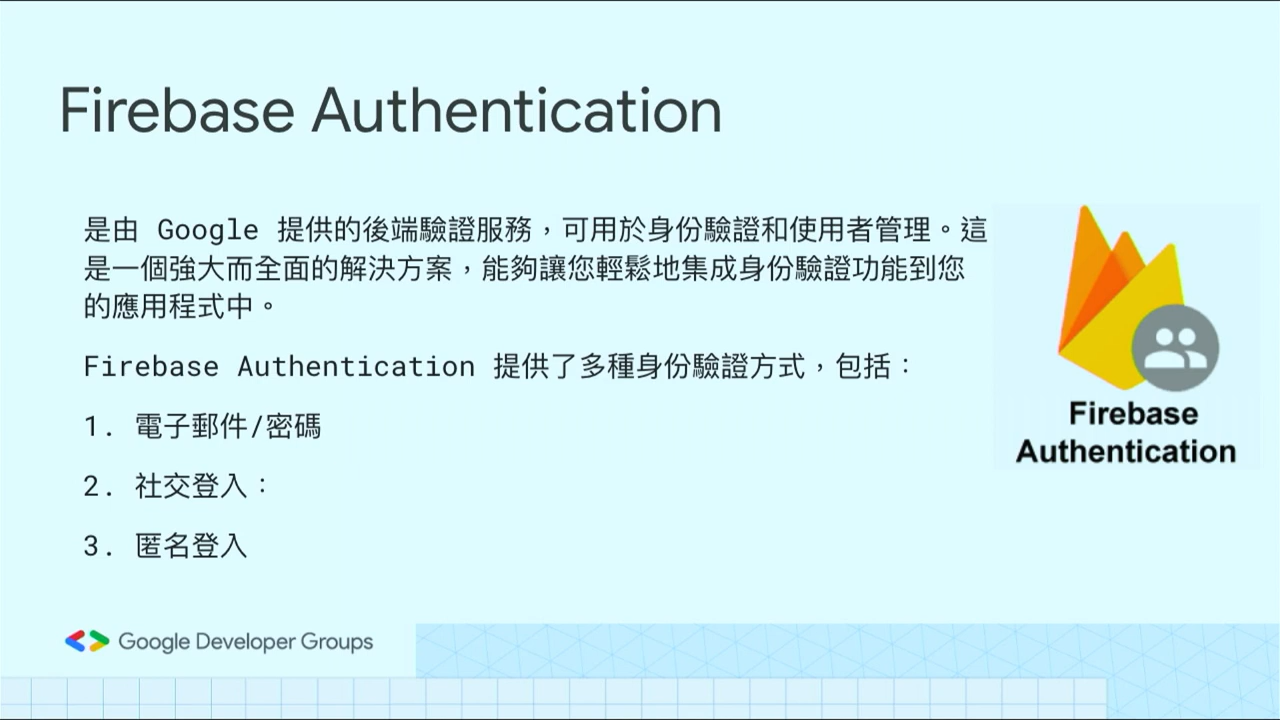 Firebase Authentication
是由 Google 提供的後端驗證服務，可用於身份驗證和使用者管理。這
是一個強大而全面的解決方案，能夠讓您輕鬆地集成身份驗證功能到您
的應用程式中。
Firebase Authentication 提供了多種身份驗證方式，包括：
1. 電子郵件/密碼
2. 社交登入：
3. 匿名登入
Firebase
Authentication
Google Developer Groups